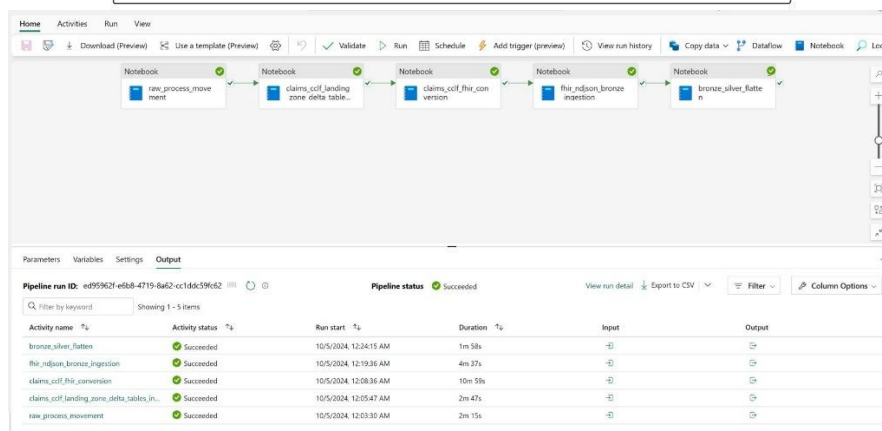 Home Activities Run View
Download (Preview) Use a template (Preview) Validate Run Schedule Add trigger (preview) View run history Copy data Dataflow Notebook
Notebook Notebook Notebook Notebook Notebook
raw_process_move
ment
claims_cclf_landing
zone_delta_table...
claims_cclf_fhir_con
version
fhir_ndjson_bronze
ingestion
bronze_silver_flatte
n
Parameters Variables Settings Output
Pipeline run ID: ed95962f-e6b8-4719-8a62-cc1ddc59fc62 Pipeline status Succeeded View run detail Export to CSV Filter Column Options
Filter by keyword Showing 1 - 5 items
Activity name Activity status Run start Duration Input Output
bronze_silver_flatten Succeeded 10/5/2024, 12:24:15 AM 1m 58s
fhir_ndjson_bronze_ingestion Succeeded 10/5/2024, 12:19:36 AM 4m 37s
claims_cclf_fhir_conversion Succeeded 10/5/2024, 12:08:36 AM 10m 59s
claims_cclf_landing_zone_delta_tables_in... Succeeded 10/5/2024, 12:05:47 AM 2m 47s
raw_process_movement Succeeded 10/5/2024, 12:03:30 AM 2m 15s